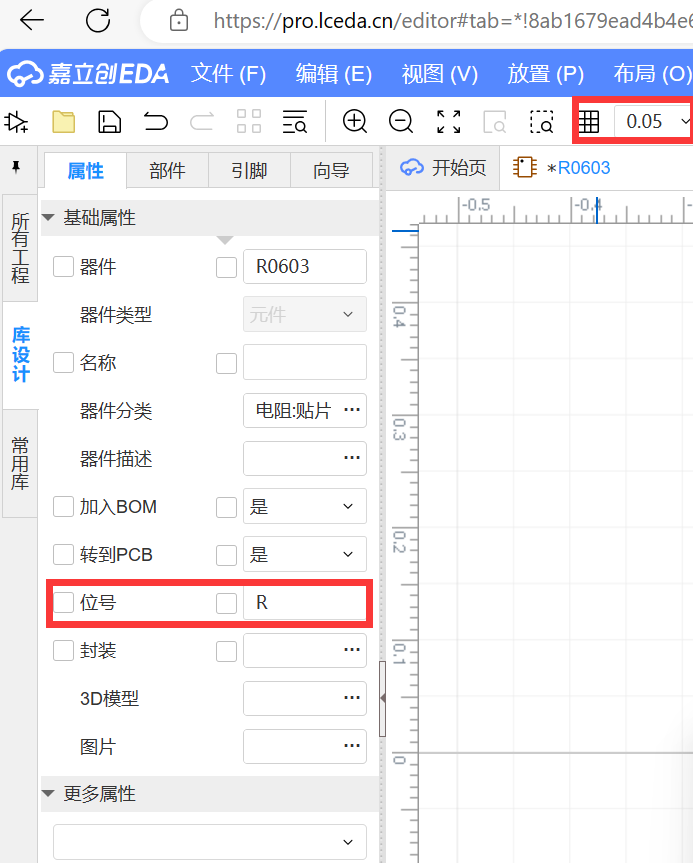 https://pro.lceda.cn/editor#tab=*!8ab1679ead4b4e6
嘉立创EDA 文件 (F) 编辑 (E) 视图 (V) 放置 (P) 布局 (O)
0.05
属性 部件 引脚 向导
开始页 *R0603
所有工程
库设计
常用库
基础属性
器件 R0603
器件类型 元件
名称
器件分类 电阻:贴片 ···
器件描述 ···
加入BOM 是
转到PCB 是
位号 R
封装 ···
3D模型 ···
图片 ···
更多属性
-0.5 -0.4
0.4
0.3
0.2
0.1
0